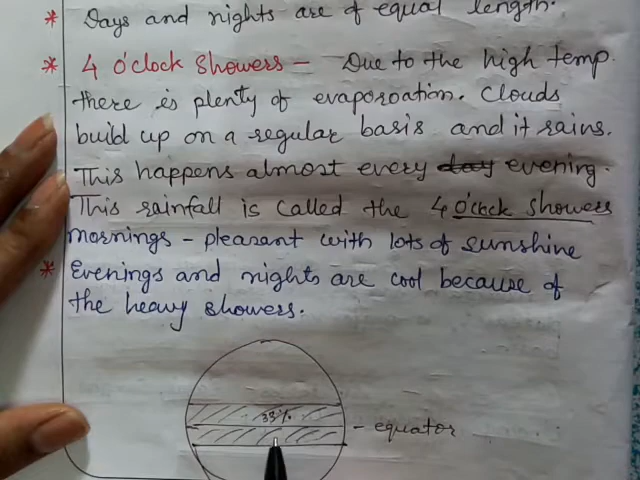 * Days and nights are of equal length.
* 4 O'clock Showers - Due to the high temp.
there is plenty of evaporation. Clouds
build up on a regular basis and it rains.
This happens almost every day evening.
This rainfall is called the 4 O'clock Showers
Mornings - pleasant with lots of sunshine
* Evenings and nights are cool because of
the heavy showers.
33%
- equator